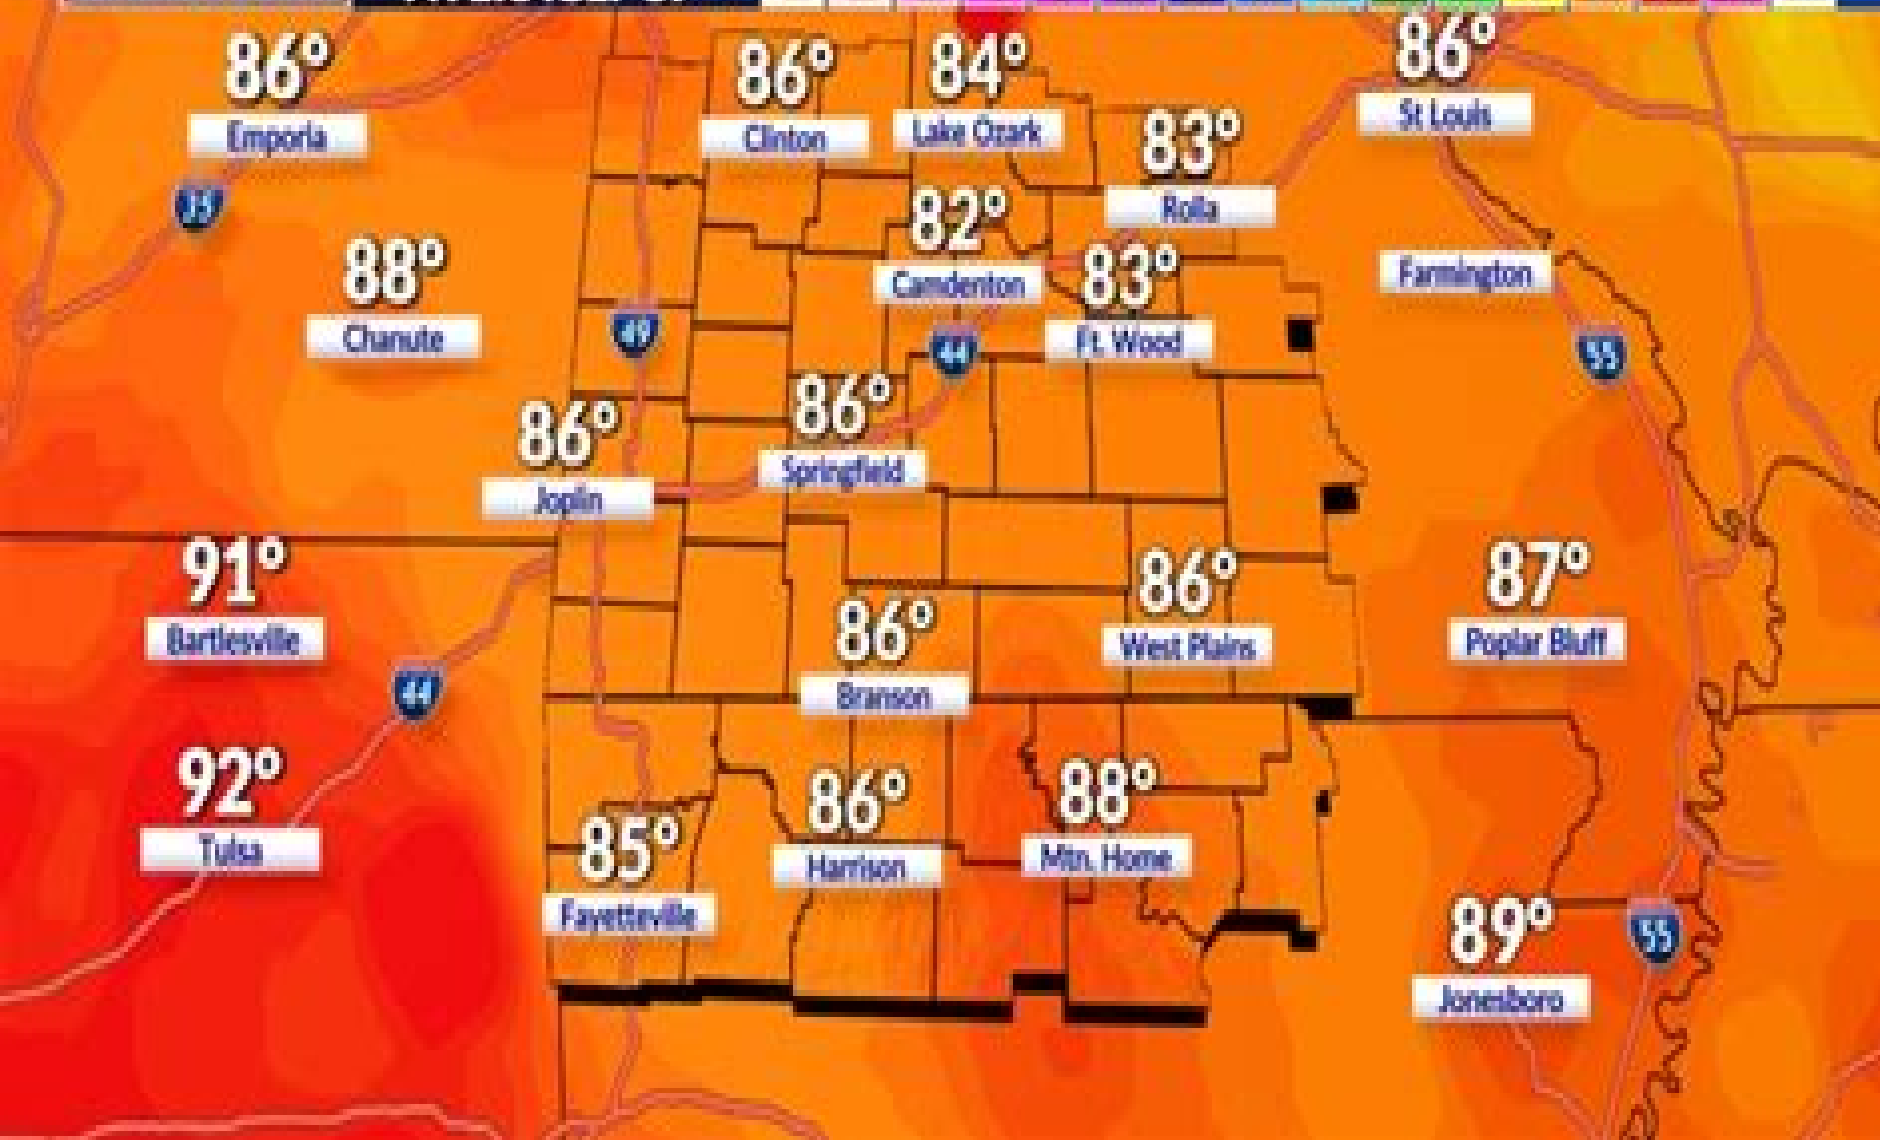 86°
Emporia
86°
Clinton
84°
Lake Ozark
86°
St Louis
83°
Rolla
35
82°
Camdenton
83°
Ft. Wood
88°
Chanute
49
44
Farmington
55
86°
Joplin
86°
Springfield
91°
Bartlesville
86°
Branson
86°
West Plains
87°
Poplar Bluff
44
92°
Tulsa
85°
Fayetteville
86°
Harrison
88°
Mtn. Home
89°
Jonesboro
55